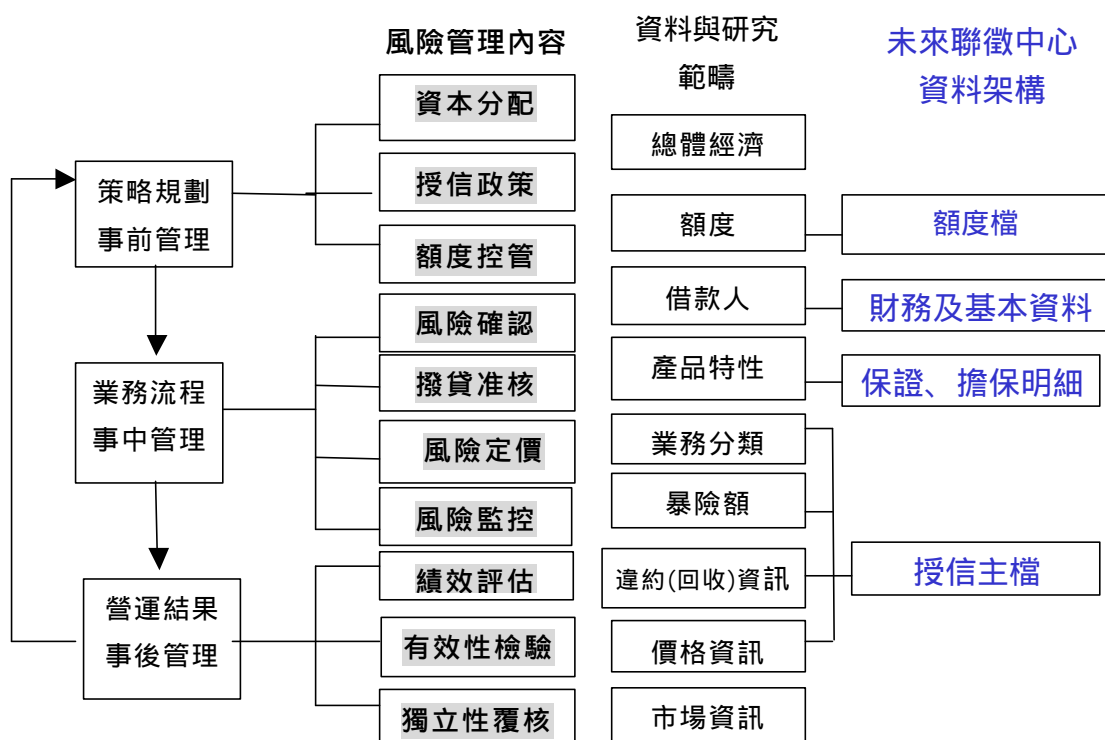 風險管理內容
資料與研究
範疇
未來聯徵中心
資料架構
策略規劃
事前管理
業務流程
事中管理
營運結果
事後管理
資本分配
授信政策
額度控管
風險確認
撥貸准核
風險定價
風險監控
績效評估
有效性檢驗
獨立性覆核
總體經濟
額度
借款人
產品特性
業務分類
暴險額
違約(回收)資訊
價格資訊
市場資訊
額度檔
財務及基本資料
保證、擔保明細
授信主檔